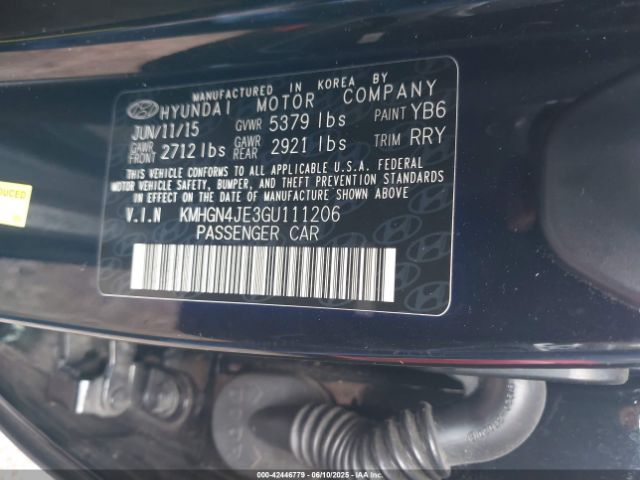 MANUFACTURED IN KOREA BY
HYUNDAI MOTOR COMPANY
JUN/11/15 GVWR 5379 lbs PAINT YB6
GAWR FRONT 2712 lbs GAWR REAR 2921 lbs TRIM RRY
THIS VEHICLE CONFORMS TO ALL APPLICABLE U.S.A. FEDERAL
MOTOR VEHICLE SAFETY, BUMPER, AND THEFT PREVENTION STANDARDS
IN EFFECT ON THE DATE OF MANUFACTURE SHOWN ABOVE
V.I.N KMHGN4JE3GU111206
PASSENGER CAR
000-42446779 - 06/10/2025 - IAAI.COM